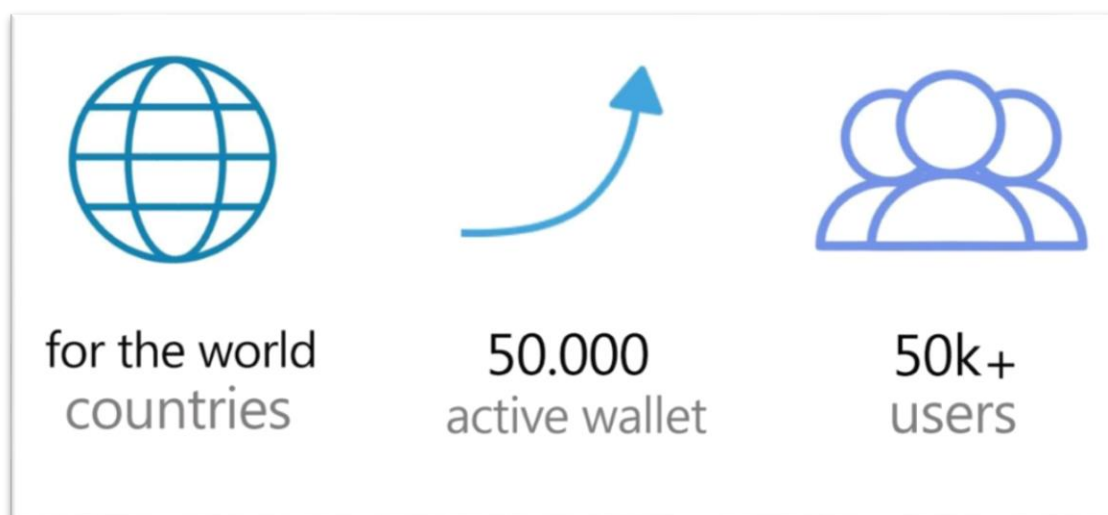 for the world
countries
50.000
active wallet
50k+
users